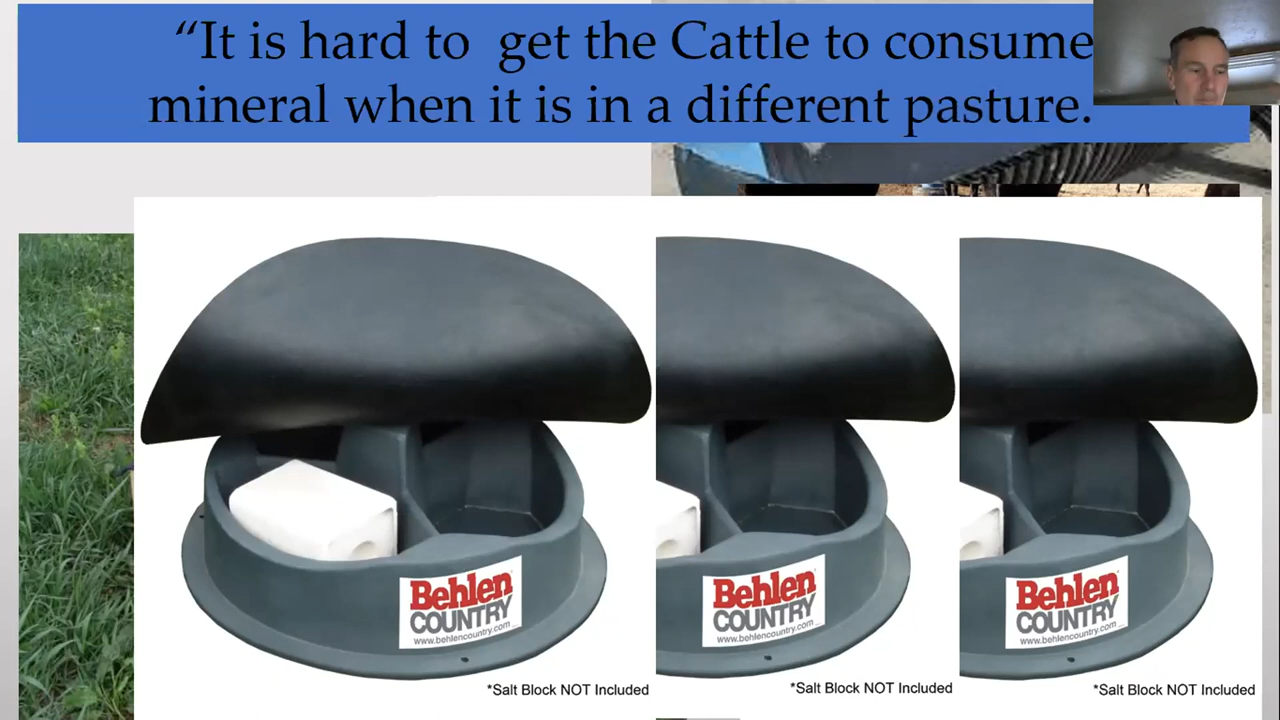 “It is hard to  get the Cattle to consume
mineral when it is in a different pasture.
Behlen
COUNTRY
www.behlencountry.com
*Salt Block NOT Included
Behlen
COUNTRY
www.behlencountry.com
*Salt Block NOT Included
Behlen
COUNTRY
www.behlencountry.com
*Salt Block NOT Included